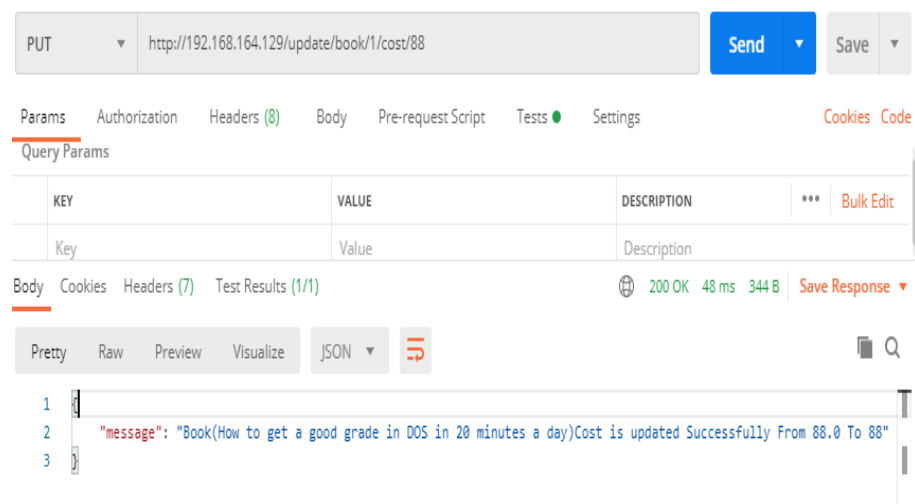 PUT http://192.168.164.129/update/book/1/cost/88 Send Save
Params Authorization Headers (8) Body Pre-request Script Tests Settings Cookies Code
Query Params
KEY VALUE DESCRIPTION ••• Bulk Edit
Key Value Description
Body Cookies Headers (7) Test Results (1/1) 200 OK 48 ms 344 B Save Response
Pretty Raw Preview Visualize JSON
1 {
2 "message": "Book(How to get a good grade in DOS in 20 minutes a day)Cost is updated Successfully From 88.0 To 88"
3 }